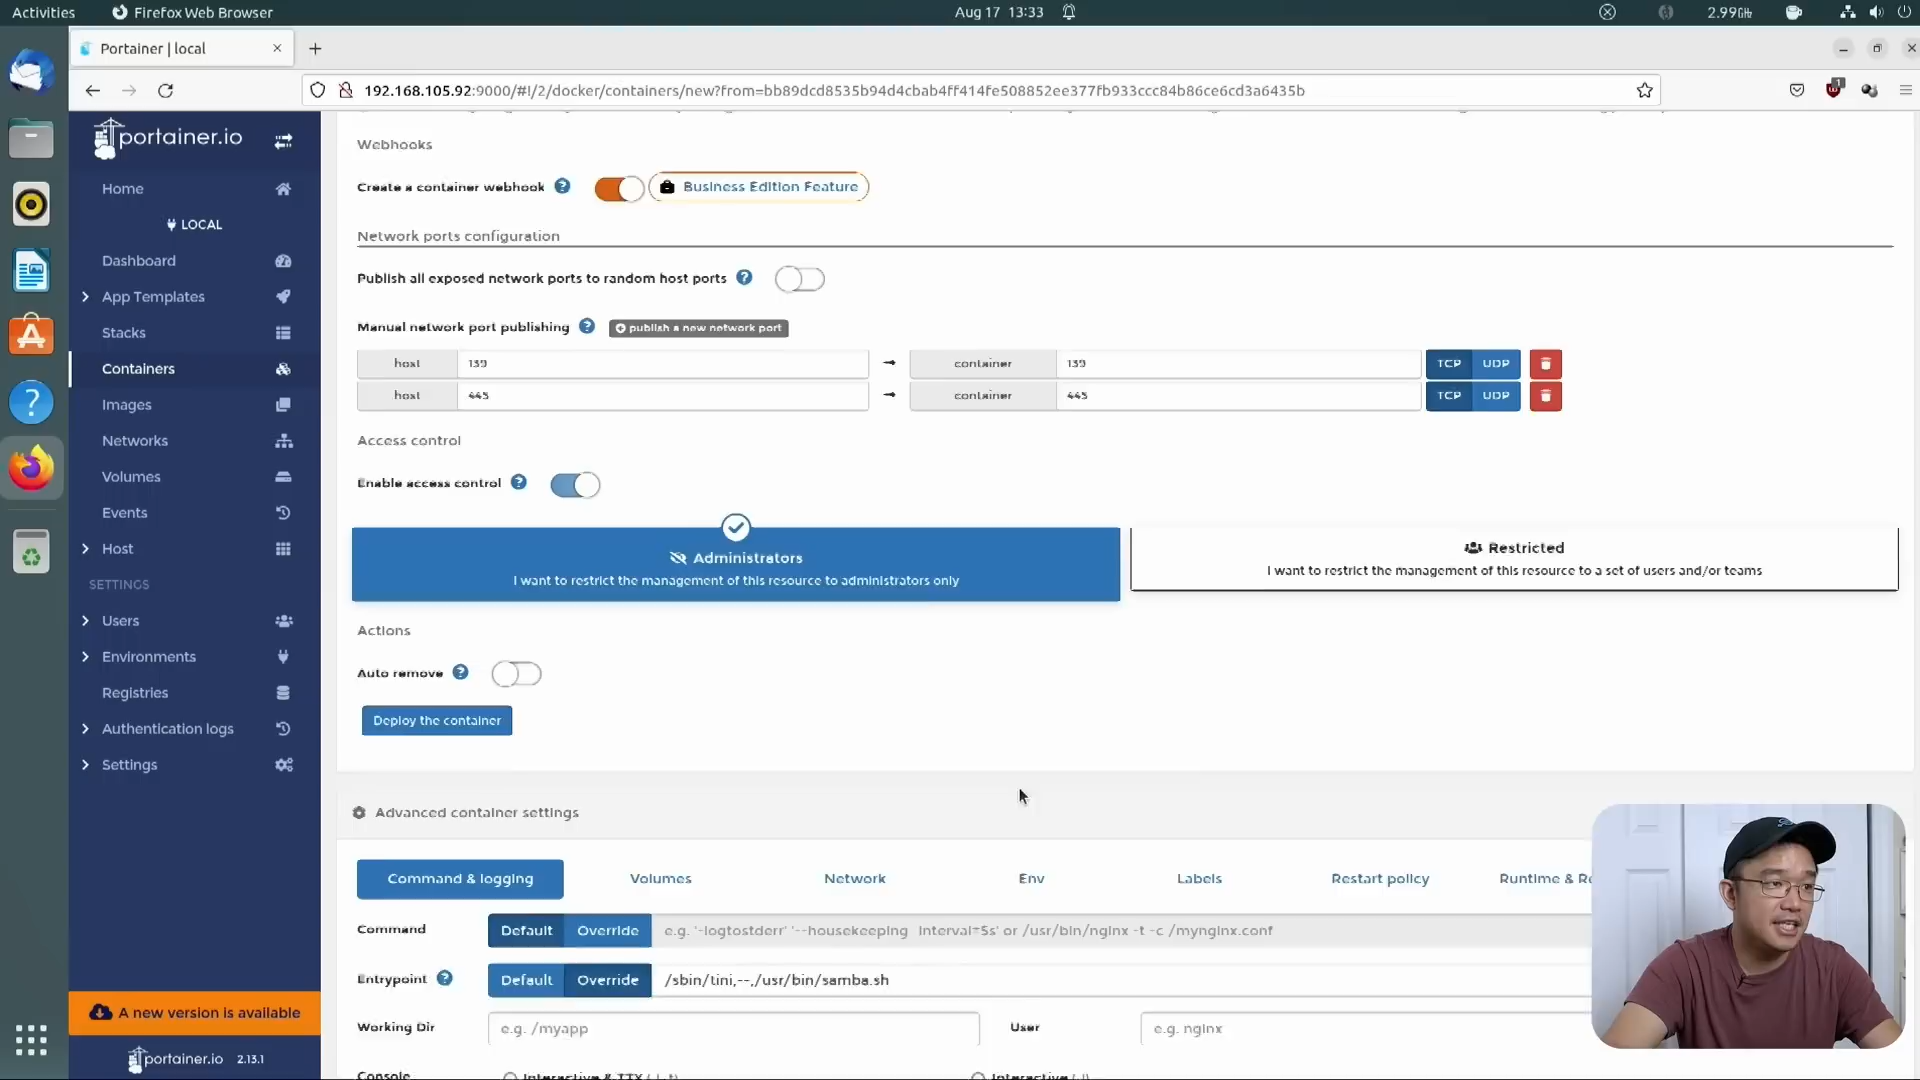 Activities
Firefox Web Browser
Aug 17 13:33
2.99GHz
Portainer | local
192.168.105.92:9000/#!/2/docker/containers/new?from=bb89dcd8535b94d4cbab4ff414fe508852ee377fb933ccc84b86ce6cd3a6435b
portainer.io
Home
LOCAL
Dashboard
App Templates
Stacks
Containers
Images
Networks
Volumes
Events
Host
SETTINGS
Users
Environments
Registries
Authentication logs
Settings
A new version is available
portainer.io 2.13.1
Webhooks
Create a container webhook
Business Edition Feature
Network ports configuration
Publish all exposed network ports to random host ports
Manual network port publishing
publish a new network port
host 139 → container 139 TCP UDP
host 445 → container 445 TCP UDP
Access control
Enable access control
Administrators
I want to restrict the management of this resource to administrators only
Restricted
I want to restrict the management of this resource to a set of users and/or teams
Actions
Auto remove
Deploy the container
Advanced container settings
Command & logging Volumes Network Env Labels Restart policy Runtime & Re
Command Default Override e.g. '-logtostderr' '--housekeeping_interval=5s' or /usr/bin/nginx -t -c /mynginx.conf
Entrypoint Default Override /sbin/tini,--,/usr/bin/samba.sh
Working Dir e.g. /myapp User e.g. nginx
Console Interactive & TTY
Interactive